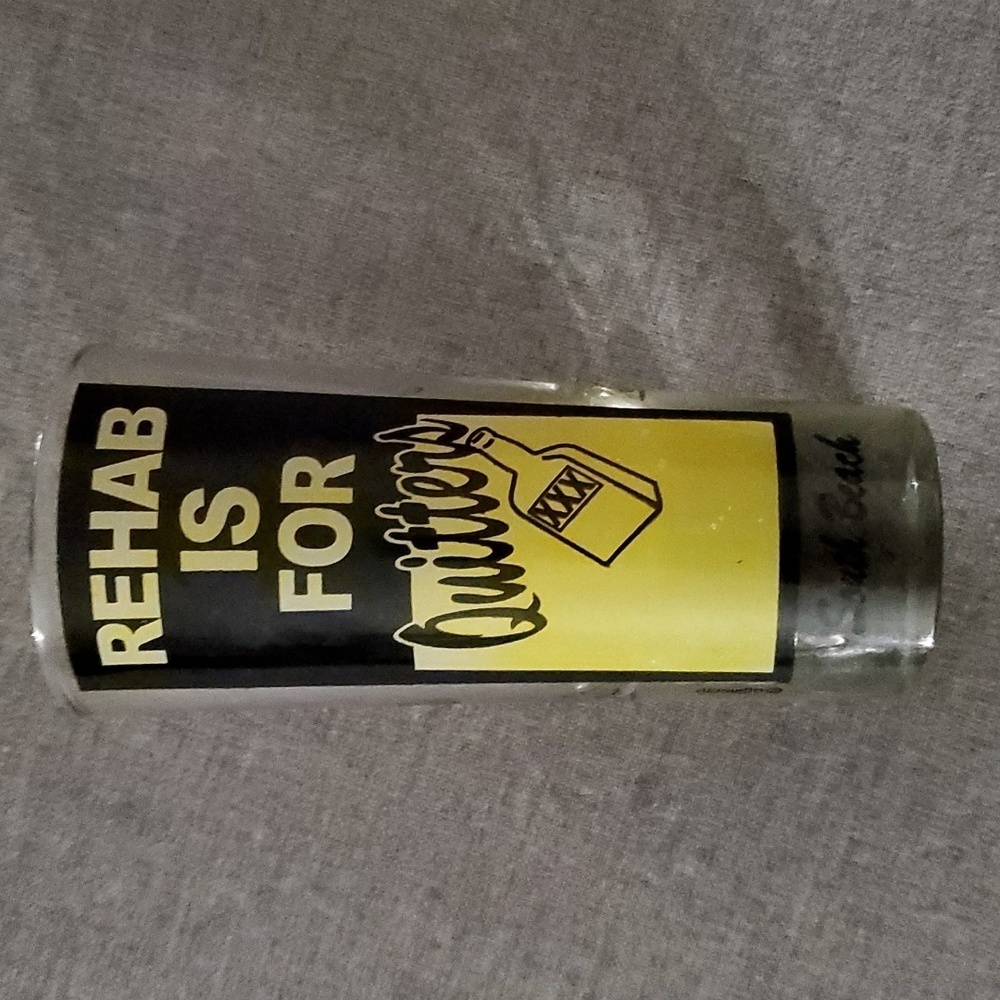 REHAB
IS
FOR
Quitters
XXX
South Beach